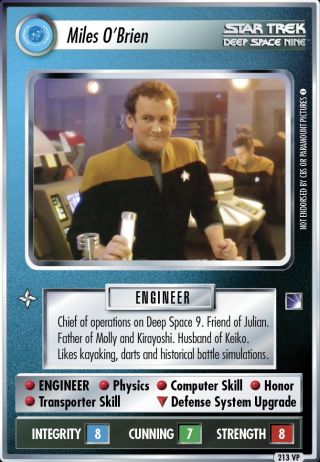 Miles O'Brien
STAR TREK
DEEP SPACE NINE
NOT ENDORSED BY CBS OR PARAMOUNT PICTURES
ENGINEER
Chief of operations on Deep Space 9. Friend of Julian.
Father of Molly and Kirayoshi. Husband of Keiko.
Likes kayaking, darts and historical battle simulations.
ENGINEER Physics Computer Skill Honor
Transporter Skill Defense System Upgrade
INTEGRITY 8 CUNNING 7 STRENGTH 8
213 VP